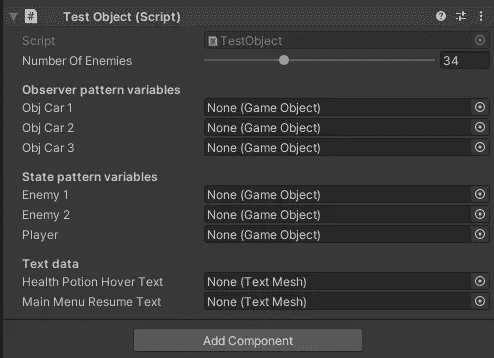 # Test Object (Script)
Script # TestObject
Number Of Enemies 34
Observer pattern variables
Obj Car 1 None (Game Object)
Obj Car 2 None (Game Object)
Obj Car 3 None (Game Object)
State pattern variables
Enemy 1 None (Game Object)
Enemy 2 None (Game Object)
Player None (Game Object)
Text data
Health Potion Hover Text None (Text Mesh)
Main Menu Resume Text None (Text Mesh)
Add Component